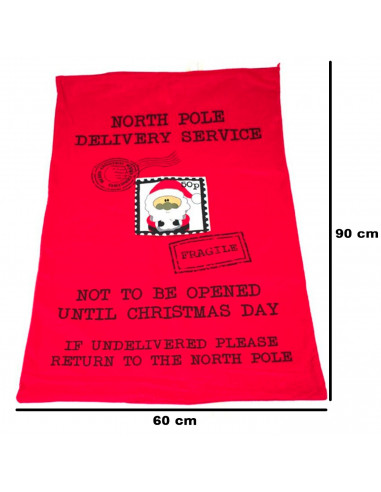 NORTH POLE
DELIVERY SERVICE
50p
FRAGILE
NOT TO BE OPENED
UNTIL CHRISTMAS DAY
IF UNDELIVERED PLEASE
RETURN TO THE NORTH POLE
90 cm
60 cm